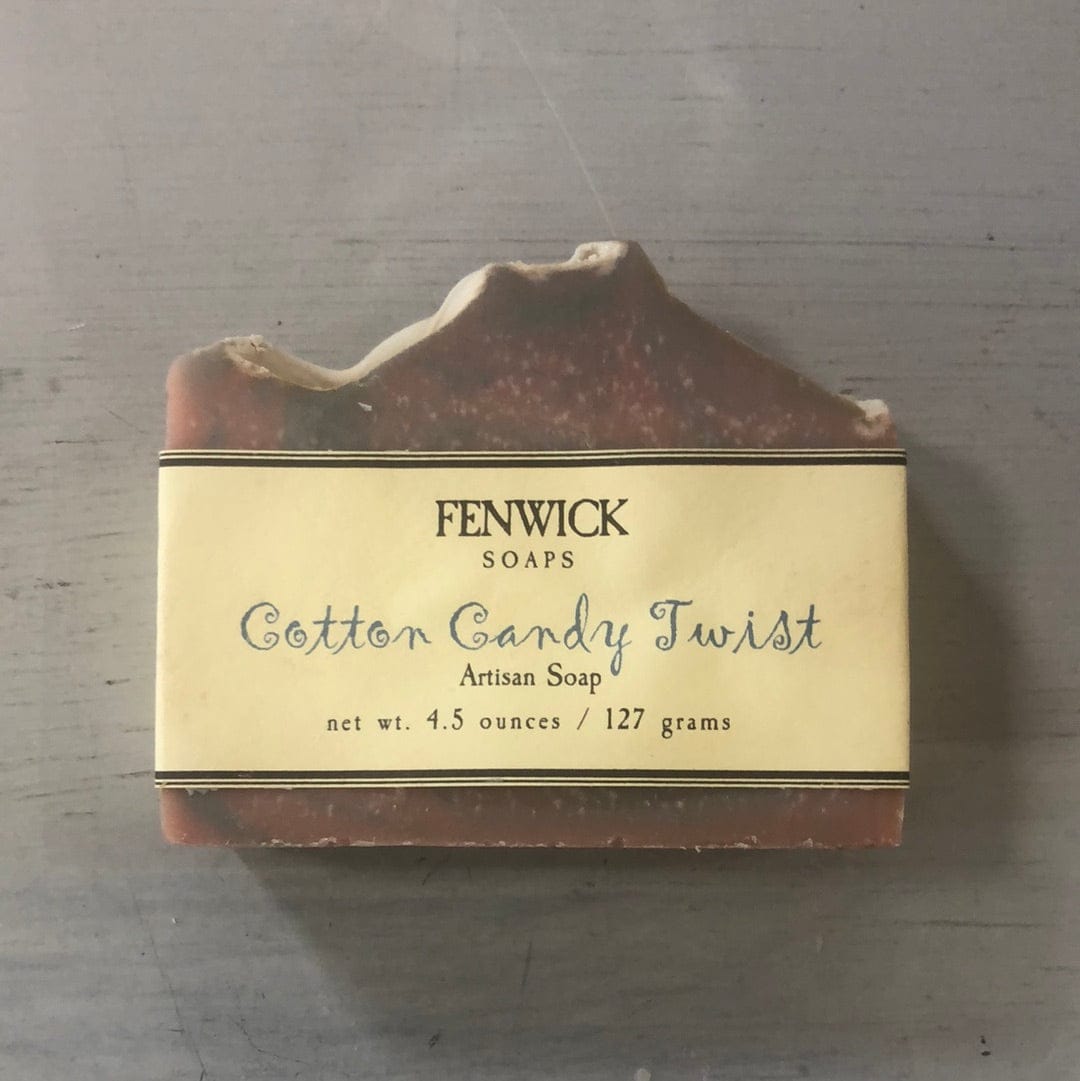 FENWICK
SOAPS
Cotton Candy Twist
Artisan Soap
net wt. 4.5 ounces / 127 grams